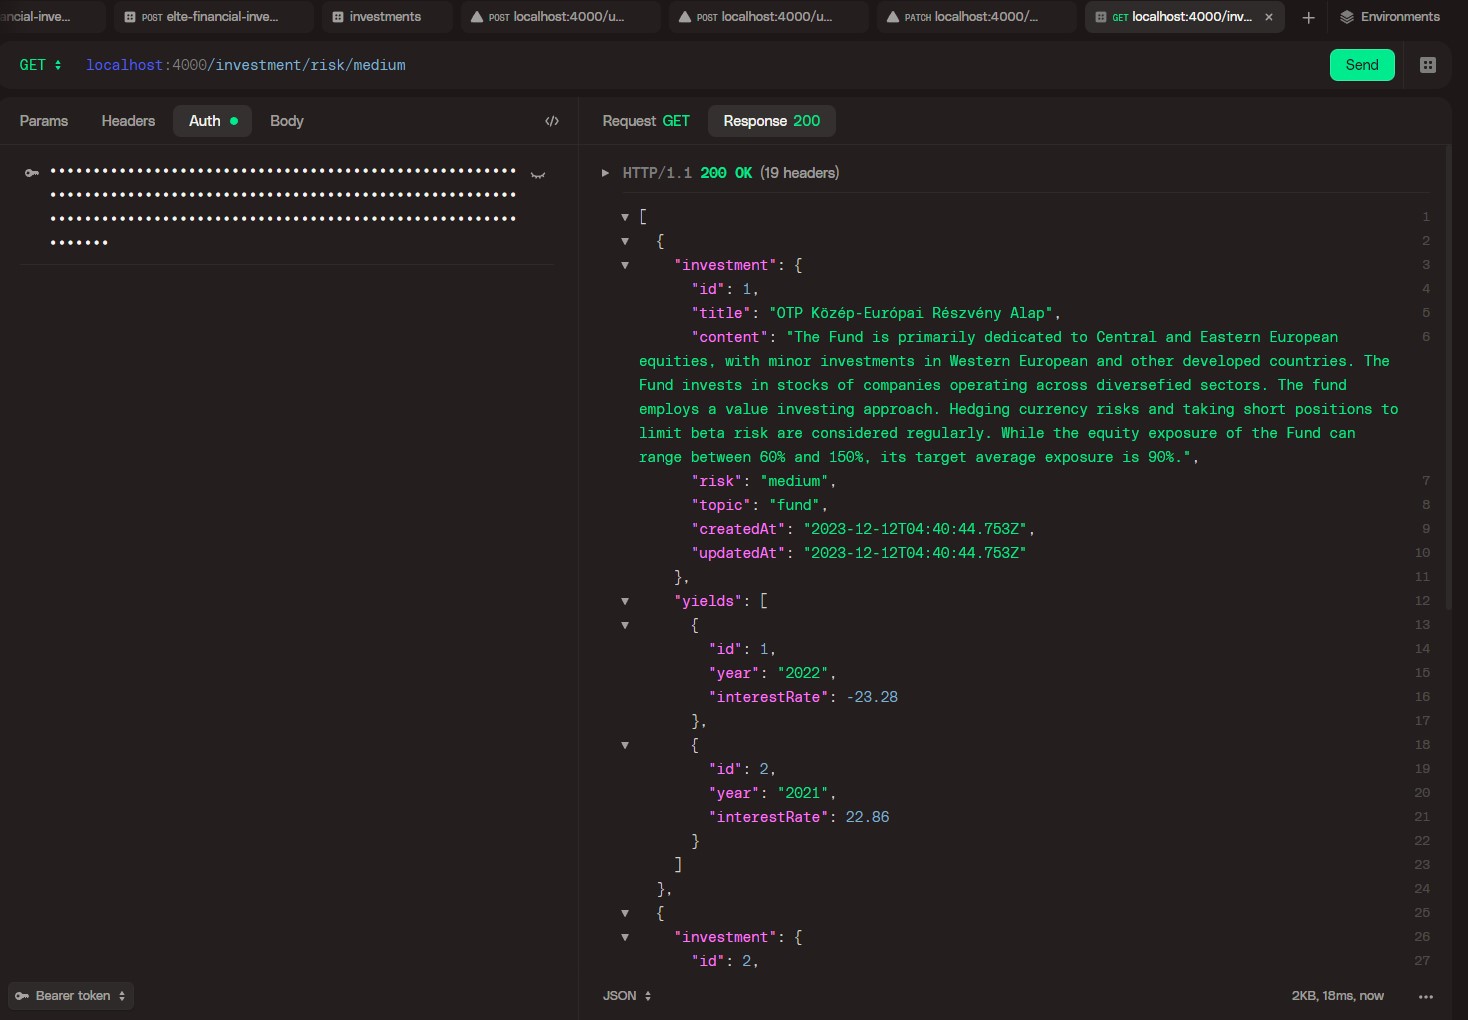 ancial-inve...
POST elte-financial-inve...
investments
POST localhost:4000/u...
POST localhost:4000/u...
PATCH localhost:4000/...
GET localhost:4000/inv...
Environments
GET localhost:4000/investment/risk/medium
Send
Params Headers Auth Body
Request GET Response 200
HTTP/1.1 200 OK (19 headers)
[ 1
{ 2
"investment": { 3
"id": 1, 4
"title": "OTP Közép-Európai Részvény Alap", 5
"content": "The Fund is primarily dedicated to Central and Eastern European 6
equities, with minor investments in Western European and other developed countries. The
Fund invests in stocks of companies operating across diversefied sectors. The fund
employs a value investing approach. Hedging currency risks and taking short positions to
limit beta risk are considered regularly. While the equity exposure of the Fund can
range between 60% and 150%, its target average exposure is 90%.",
"risk": "medium", 7
"topic": "fund", 8
"createdAt": "2023-12-12T04:40:44.753Z", 9
"updatedAt": "2023-12-12T04:40:44.753Z" 10
}, 11
"yields": [ 12
{ 13
"id": 1, 14
"year": "2022", 15
"interestRate": -23.28 16
}, 17
{ 18
"id": 2, 19
"year": "2021", 20
"interestRate": 22.86 21
} 22
] 23
}, 24
{ 25
"investment": { 26
"id": 2, 27
Bearer token
JSON
2KB, 18ms, now